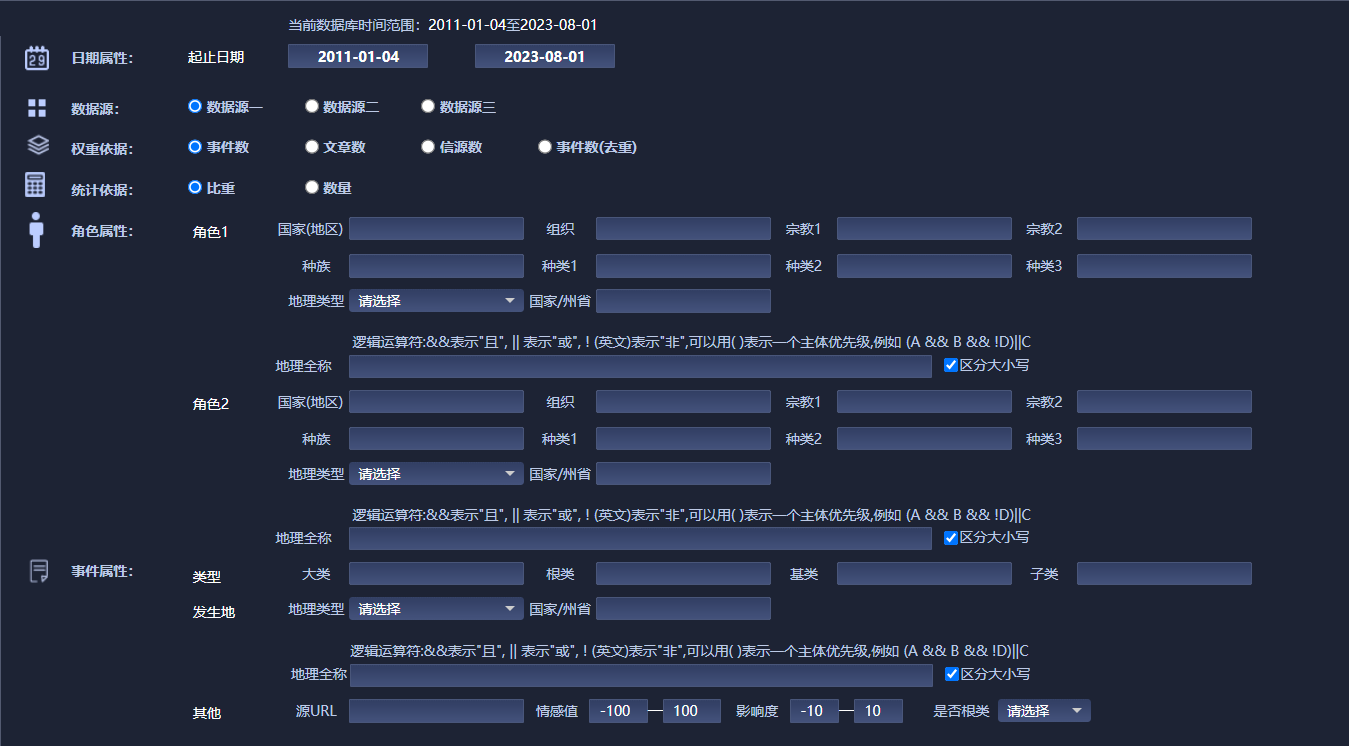 当前数据库时间范围：2011-01-04至2023-08-01
日期属性： 起止日期 2011-01-04 2023-08-01
数据源： 数据源一 数据源二 数据源三
权重依据： 事件数 文章数 信源数 事件数(去重)
统计依据： 比重 数量
角色属性： 角色1 国家(地区) 组织 宗教1 宗教2
种族 种类1 种类2 种类3
地理类型 请选择 国家/州省
逻辑运算符:&&表示"且", || 表示"或", ! (英文)表示"非",可以用( )表示一个主体优先级,例如 (A && B && !D)||C
地理全称 区分大小写
角色2 国家(地区) 组织 宗教1 宗教2
种族 种类1 种类2 种类3
地理类型 请选择 国家/州省
逻辑运算符:&&表示"且", || 表示"或", ! (英文)表示"非",可以用( )表示一个主体优先级,例如 (A && B && !D)||C
地理全称 区分大小写
事件属性： 类型 大类 根类 基类 子类
发生地 地理类型 请选择 国家/州省
逻辑运算符:&&表示"且", || 表示"或", ! (英文)表示"非",可以用( )表示一个主体优先级,例如 (A && B && !D)||C
地理全称 区分大小写
其他 源URL 情感值 -100 — 100 影响度 -10 — 10 是否根类 请选择